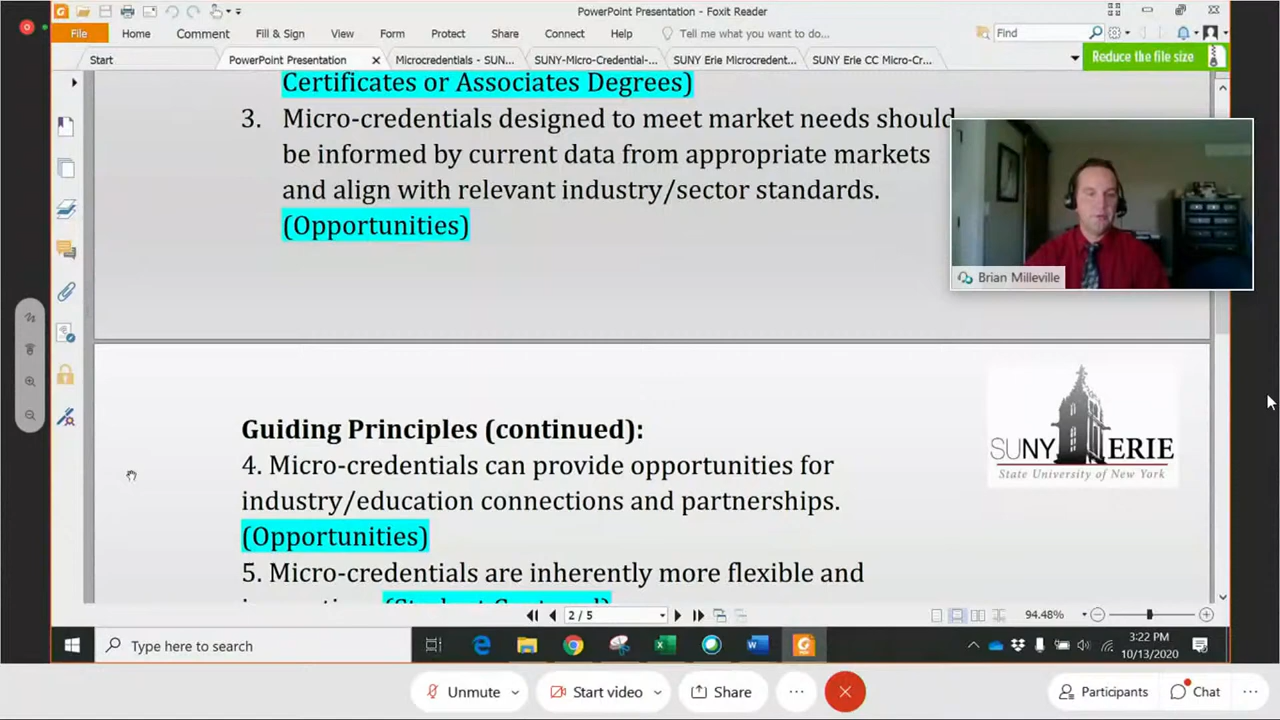 PowerPoint Presentation - Foxit Reader
File Home Comment Fill & Sign View Form Protect Share Connect Help Tell me what you want to do... Find
Start PowerPoint Presentation Microcredentials - SUN... SUNY-Micro-Credential-... SUNY Erie Microcredent... SUNY Erie CC Micro-Cr... Reduce the file size
Certificates or Associates Degrees)
3. Micro-credentials designed to meet market needs should
be informed by current data from appropriate markets
and align with relevant industry/sector standards.
(Opportunities)
Brian Milleville
Guiding Principles (continued):
4. Micro-credentials can provide opportunities for
industry/education connections and partnerships.
(Opportunities)
5. Micro-credentials are inherently more flexible and
SUNY ERIE
State University of New York
2 / 5
94.48%
Type here to search
3:22 PM
10/13/2020
Unmute Start video Share Participants Chat